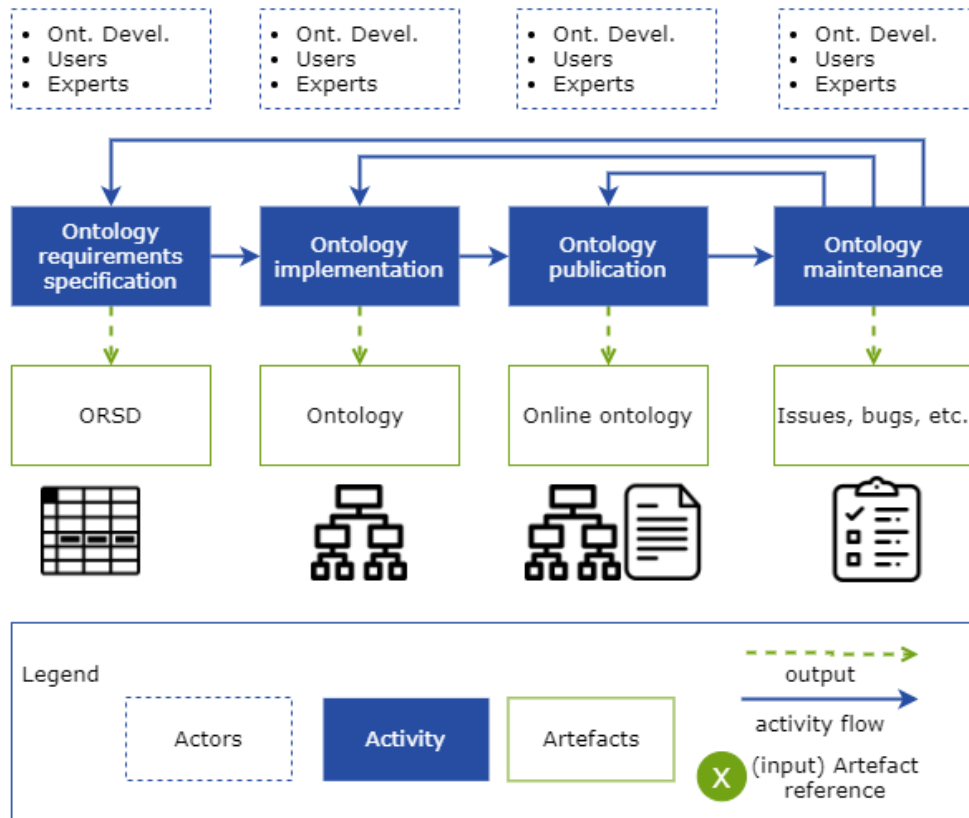 • Ont. Devel.
• Users
• Experts
• Ont. Devel.
• Users
• Experts
• Ont. Devel.
• Users
• Experts
• Ont. Devel.
• Users
• Experts
Ontology
requirements
specification
Ontology
implementation
Ontology
publication
Ontology
maintenance
ORSD
Ontology
Online ontology
Issues, bugs, etc.
Legend
Actors
Activity
Artefacts
output
activity flow
X
(input) Artefact
reference